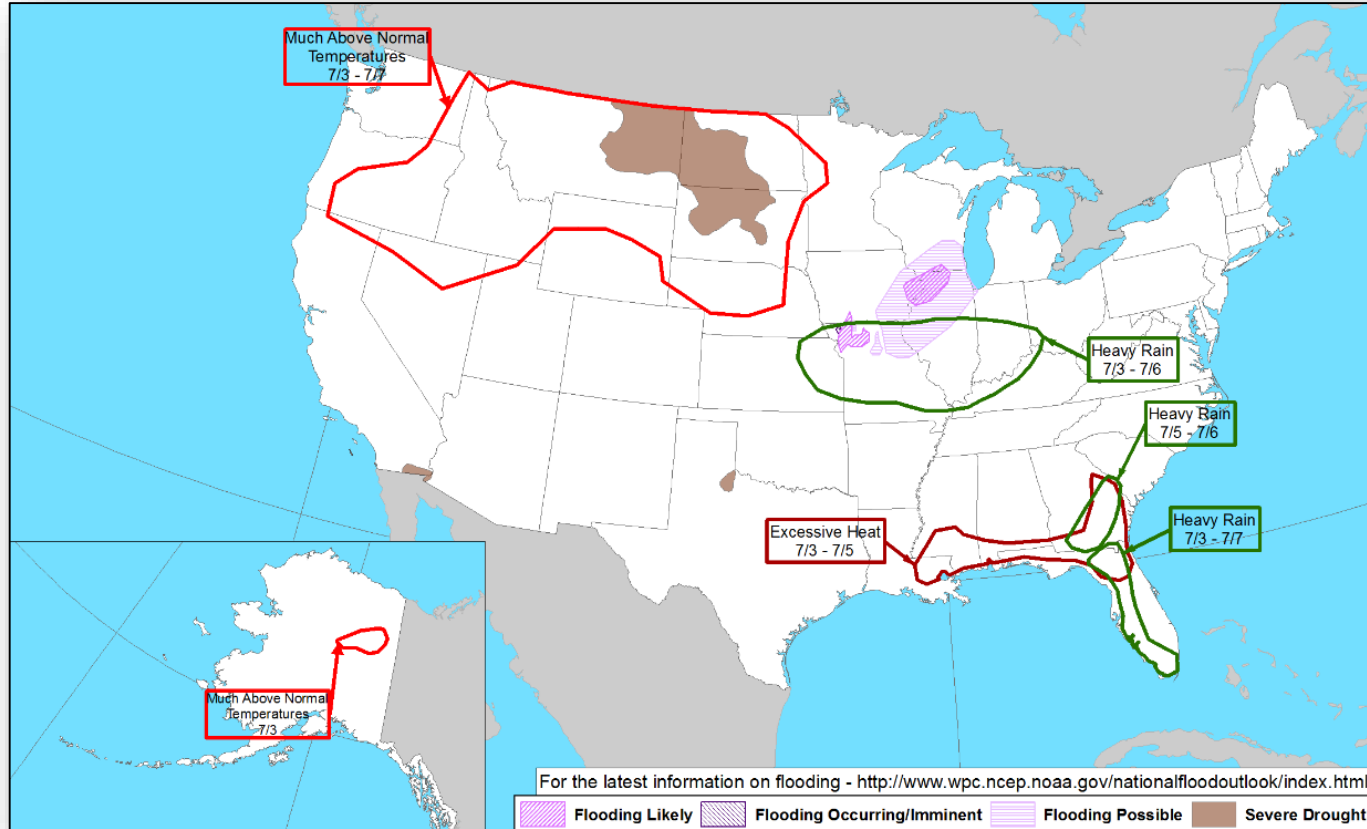 Much Above Normal
Temperatures
7/3 - 7/7
Heavy Rain
7/3 - 7/6
Heavy Rain
7/5 - 7/6
Excessive Heat
7/3 - 7/5
Heavy Rain
7/3 - 7/7
Much Above Normal
Temperatures
7/3
For the latest information on flooding - http://www.wpc.ncep.noaa.gov/nationalfloodoutlook/index.html
Flooding Likely
Flooding Occurring/Imminent
Flooding Possible
Severe Drought